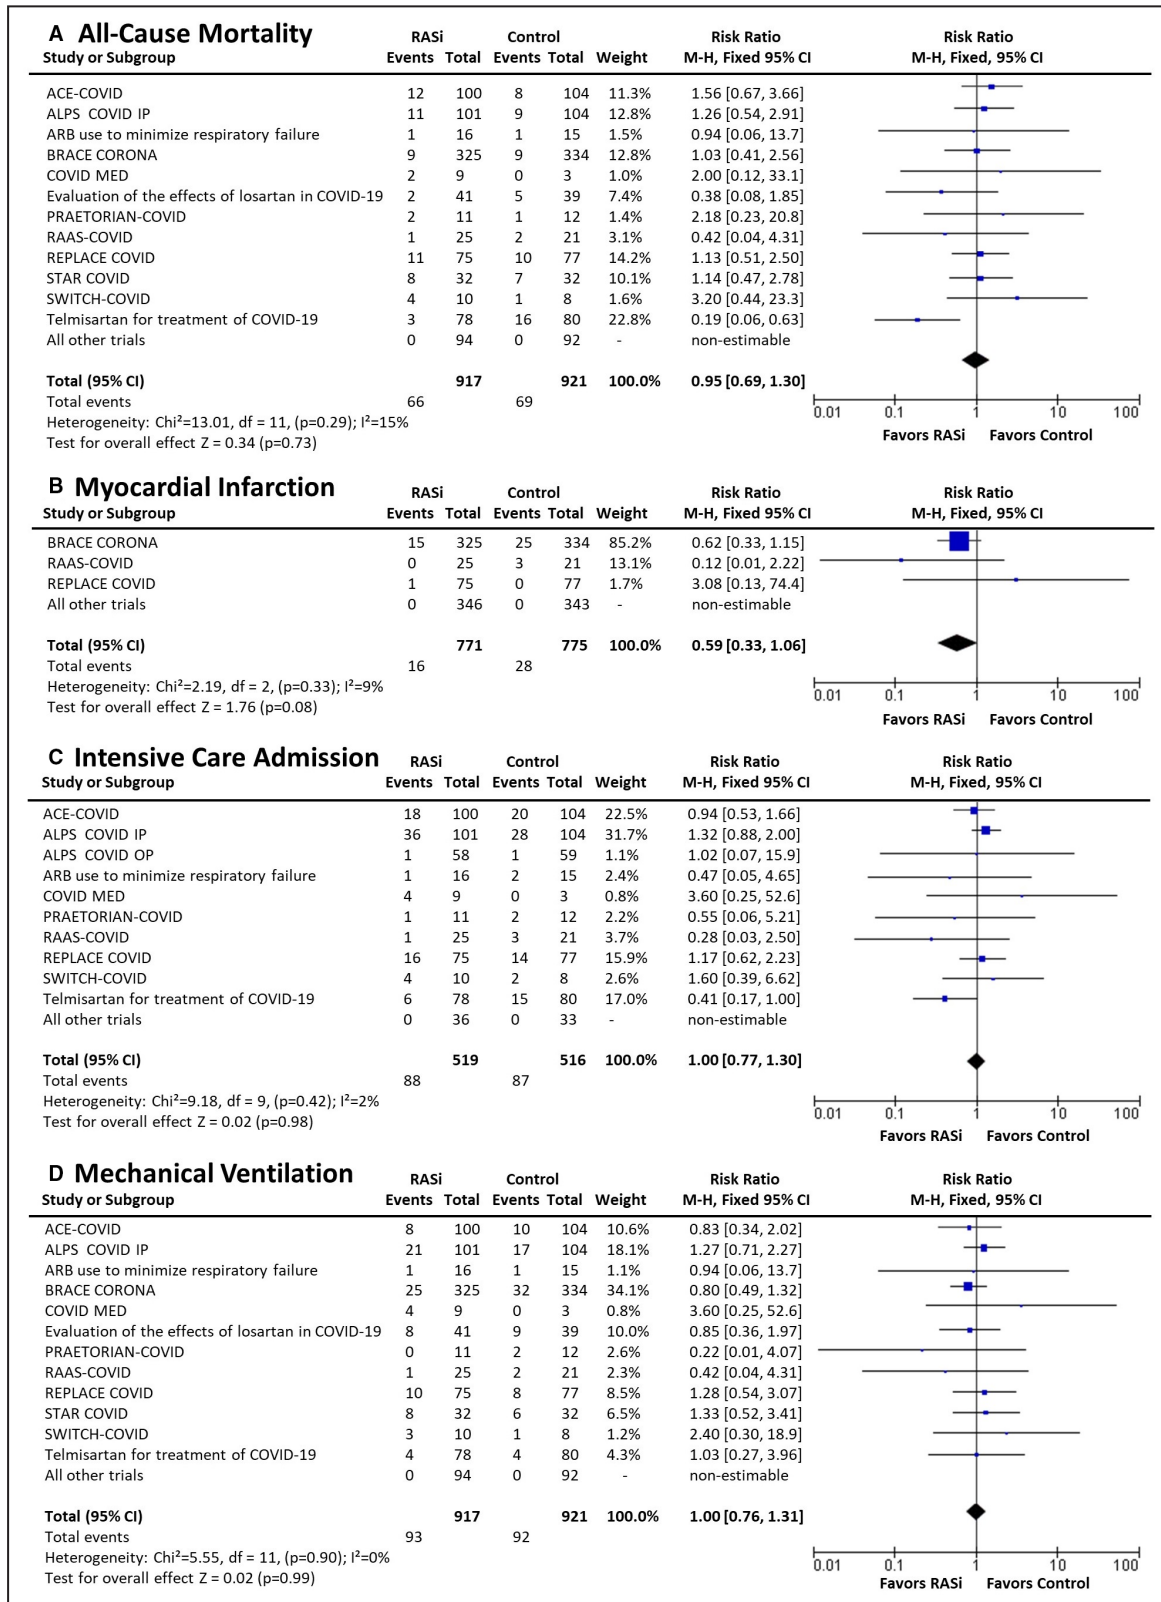 A All-Cause Mortality RASi Control Risk Ratio Risk Ratio
Study or Subgroup Events Total Events Total Weight M-H, Fixed 95% CI M-H, Fixed, 95% CI
ACE-COVID 12 100 8 104 11.3% 1.56 [0.67, 3.66]
ALPS COVID IP 11 101 9 104 12.8% 1.26 [0.54, 2.91]
ARB use to minimize respiratory failure 1 16 1 15 1.5% 0.94 [0.06, 13.7]
BRACE CORONA 9 325 9 334 12.8% 1.03 [0.41, 2.56]
COVID MED 2 9 0 3 1.0% 2.00 [0.12, 33.1]
Evaluation of the effects of losartan in COVID-19 2 41 5 39 7.4% 0.38 [0.08, 1.85]
PRAETORIAN-COVID 2 11 1 12 1.4% 2.18 [0.23, 20.8]
RAAS-COVID 1 25 2 21 3.1% 0.42 [0.04, 4.31]
REPLACE COVID 11 75 10 77 14.2% 1.13 [0.51, 2.50]
STAR COVID 8 32 7 32 10.1% 1.14 [0.47, 2.78]
SWITCH-COVID 4 10 1 8 1.6% 3.20 [0.44, 23.3]
Telmisartan for treatment of COVID-19 3 78 16 80 22.8% 0.19 [0.06, 0.63]
All other trials 0 94 0 92 - non-estimable
Total (95% CI) 917 921 100.0% 0.95 [0.69, 1.30]
Total events 66 69
0.01 0.1 1 10 100
Heterogeneity: Chi²=13.01, df = 11, (p=0.29); I²=15%
Favors RASi Favors Control
Test for overall effect Z = 0.34 (p=0.73)
B Myocardial Infarction RASi Control Risk Ratio Risk Ratio
Study or Subgroup Events Total Events Total Weight M-H, Fixed 95% CI M-H, Fixed, 95% CI
BRACE CORONA 15 325 25 334 85.2% 0.62 [0.33, 1.15]
RAAS-COVID 0 25 3 21 13.1% 0.12 [0.01, 2.22]
REPLACE COVID 1 75 0 77 1.7% 3.08 [0.13, 74.4]
All other trials 0 346 0 343 - non-estimable
Total (95% CI) 771 775 100.0% 0.59 [0.33, 1.06]
Total events 16 28
Heterogeneity: Chi²=2.19, df = 2, (p=0.33); I²=9%
0.01 0.1 1 10 100
Test for overall effect Z = 1.76 (p=0.08)
Favors RASi Favors Control
C Intensive Care Admission RASi Control Risk Ratio Risk Ratio
Study or Subgroup Events Total Events Total Weight M-H, Fixed 95% CI M-H, Fixed, 95% CI
ACE-COVID 18 100 20 104 22.5% 0.94 [0.53, 1.66]
ALPS COVID IP 36 101 28 104 31.7% 1.32 [0.88, 2.00]
ALPS COVID OP 1 58 1 59 1.1% 1.02 [0.07, 15.9]
ARB use to minimize respiratory failure 1 16 2 15 2.4% 0.47 [0.05, 4.65]
COVID MED 4 9 0 3 0.8% 3.60 [0.25, 52.6]
PRAETORIAN-COVID 1 11 2 12 2.2% 0.55 [0.06, 5.21]
RAAS-COVID 1 25 3 21 3.7% 0.28 [0.03, 2.50]
REPLACE COVID 16 75 14 77 15.9% 1.17 [0.62, 2.23]
SWITCH-COVID 4 10 2 8 2.6% 1.60 [0.39, 6.62]
Telmisartan for treatment of COVID-19 6 78 15 80 17.0% 0.41 [0.17, 1.00]
All other trials 0 36 0 33 - non-estimable
Total (95% CI) 519 516 100.0% 1.00 [0.77, 1.30]
Total events 88 87
Heterogeneity: Chi²=9.18, df = 9, (p=0.42); I²=2%
0.01 0.1 1 10 100
Test for overall effect Z = 0.02 (p=0.98)
Favors RASi Favors Control
D Mechanical Ventilation RASi Control Risk Ratio Risk Ratio
Study or Subgroup Events Total Events Total Weight M-H, Fixed 95% CI M-H, Fixed, 95% CI
ACE-COVID 8 100 10 104 10.6% 0.83 [0.34, 2.02]
ALPS COVID IP 21 101 17 104 18.1% 1.27 [0.71, 2.27]
ARB use to minimize respiratory failure 1 16 1 15 1.1% 0.94 [0.06, 13.7]
BRACE CORONA 25 325 32 334 34.1% 0.80 [0.49, 1.32]
COVID MED 4 9 0 3 0.8% 3.60 [0.25, 52.6]
Evaluation of the effects of losartan in COVID-19 8 41 9 39 10.0% 0.85 [0.36, 1.97]
PRAETORIAN-COVID 0 11 2 12 2.6% 0.22 [0.01, 4.07]
RAAS-COVID 1 25 2 21 2.3% 0.42 [0.04, 4.31]
REPLACE COVID 10 75 8 77 8.5% 1.28 [0.54, 3.07]
STAR COVID 8 32 6 32 6.5% 1.33 [0.52, 3.41]
SWITCH-COVID 3 10 1 8 1.2% 2.40 [0.30, 18.9]
Telmisartan for treatment of COVID-19 4 78 4 80 4.3% 1.03 [0.27, 3.96]
All other trials 0 94 0 92 - non-estimable
Total (95% CI) 917 921 100.0% 1.00 [0.76, 1.31]
Total events 93 92
Heterogeneity: Chi²=5.55, df = 11, (p=0.90); I²=0%
0.01 0.1 1 10 100
Test for overall effect Z = 0.02 (p=0.99)
Favors RASi Favors Control